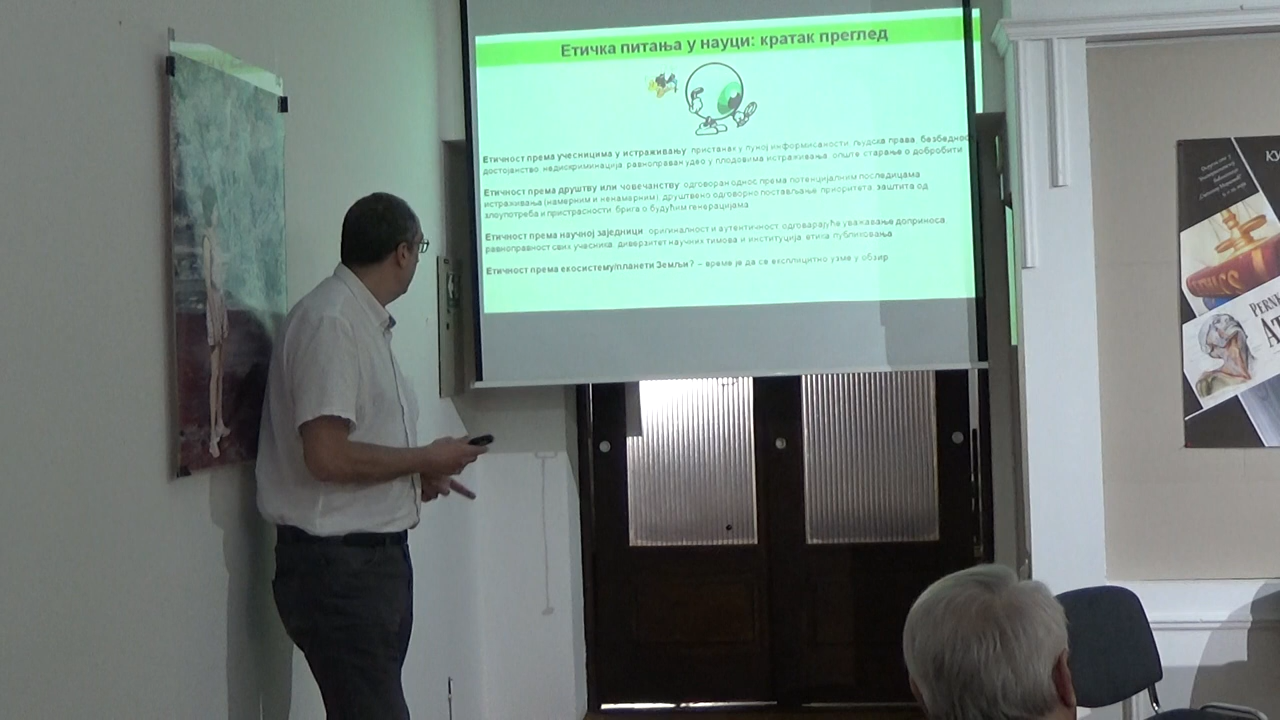 Етичка питања у науци: кратак преглед
Етичност према учесницима у истраживању: пристанак у пуној информисаности, људска права, безбедност,
достојанство, недискриминација, равноправан удео у плодовима истраживања, опште старање о добробити
Етичност према друштву или човечанству: одговоран однос према потенцијалним последицама
истраживања (намерним и ненамерним), друштвено одговорно постављање приоритета, заштита од
злоупотреба и пристрасности, брига о будућим генерацијама
Етичност према научној заједници: оригиналност и аутентичност, одговарајуће уважавање доприноса,
равноправност свих учесника, диверзитет научних тимова и институција, етика публиковања
Етичност према екосистему/планети Земљи? – време је да се експлицитно узме у обзир
ETHICS